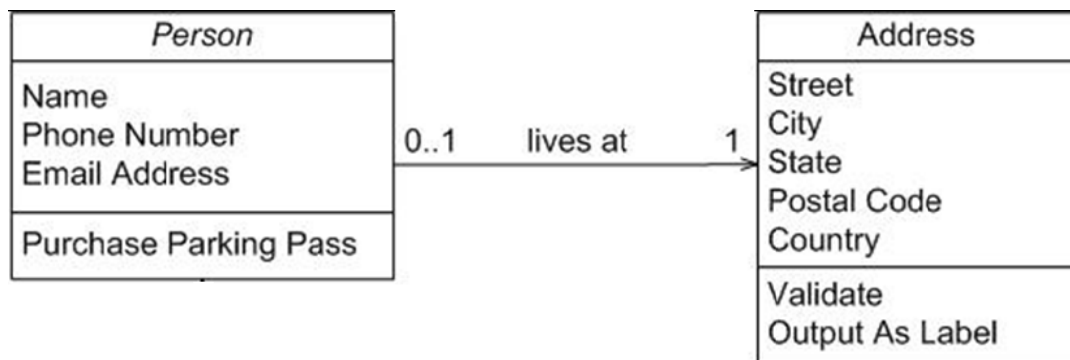 Person
Name
Phone Number
Email Address
Purchase Parking Pass
0..1 lives at 1
Address
Street
City
State
Postal Code
Country
Validate
Output As Label